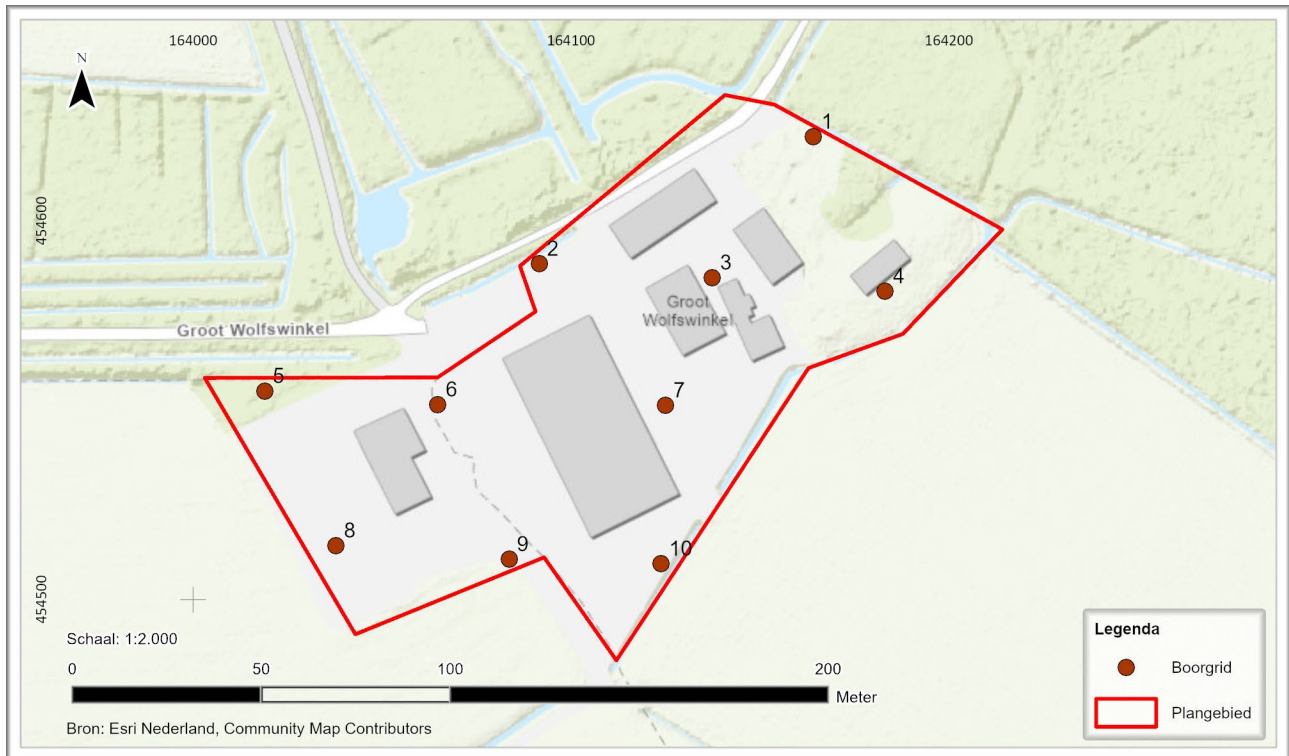 164000 164100 164200
N
1
454600
2
3
4
Groot
Wolfswinkel
Groot Wolfswinkel
5
6
7
8
9
10
454500
Schaal: 1:2.000
0 50 100 200
Meter
Bron: Esri Nederland, Community Map Contributors
Legenda
Boorgrid
Plangebied